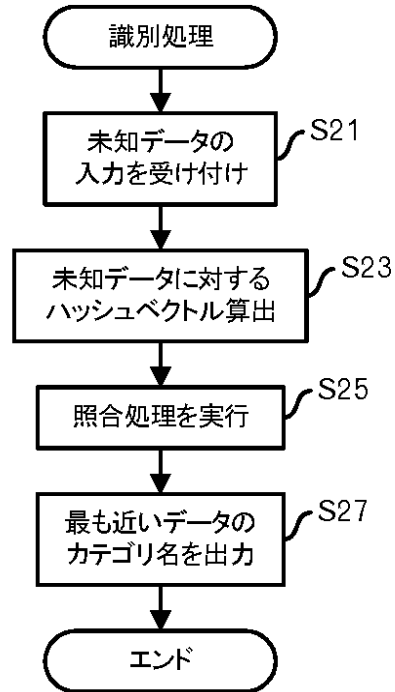 識別処理
未知データの
入力を受け付け
S21
未知データに対する
ハッシュベクトル算出
S23
照合処理を実行
S25
最も近いデータの
カテゴリ名を出力
S27
エンド